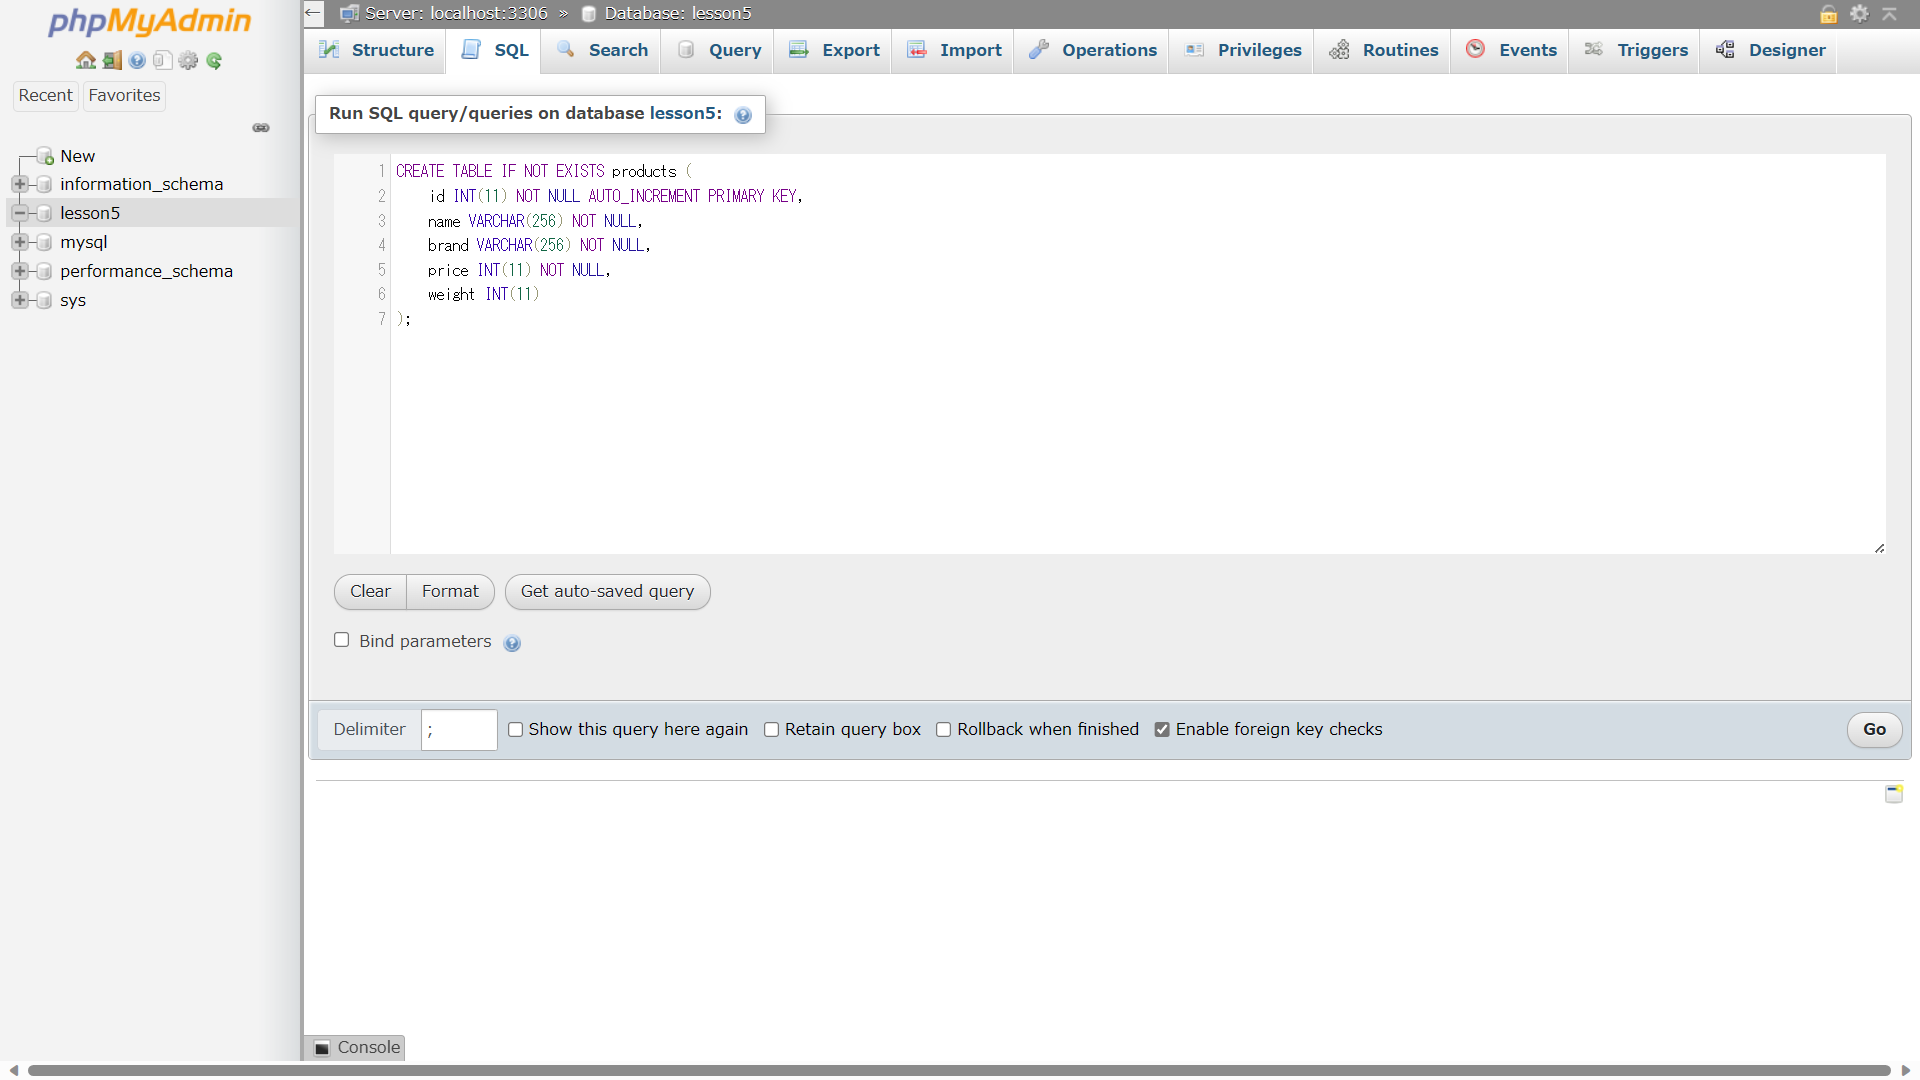 phpMyAdmin
Recent Favorites
New
information_schema
lesson5
mysql
performance_schema
sys
Server: localhost:3306 » Database: lesson5
Structure SQL Search Query Export Import Operations Privileges Routines Events Triggers Designer
Run SQL query/queries on database lesson5:
1 CREATE TABLE IF NOT EXISTS products (
2 id INT(11) NOT NULL AUTO_INCREMENT PRIMARY KEY,
3 name VARCHAR(256) NOT NULL,
4 brand VARCHAR(256) NOT NULL,
5 price INT(11) NOT NULL,
6 weight INT(11)
7 );
Clear Format Get auto-saved query
Bind parameters
Delimiter ; Show this query here again Retain query box Rollback when finished Enable foreign key checks Go
Console